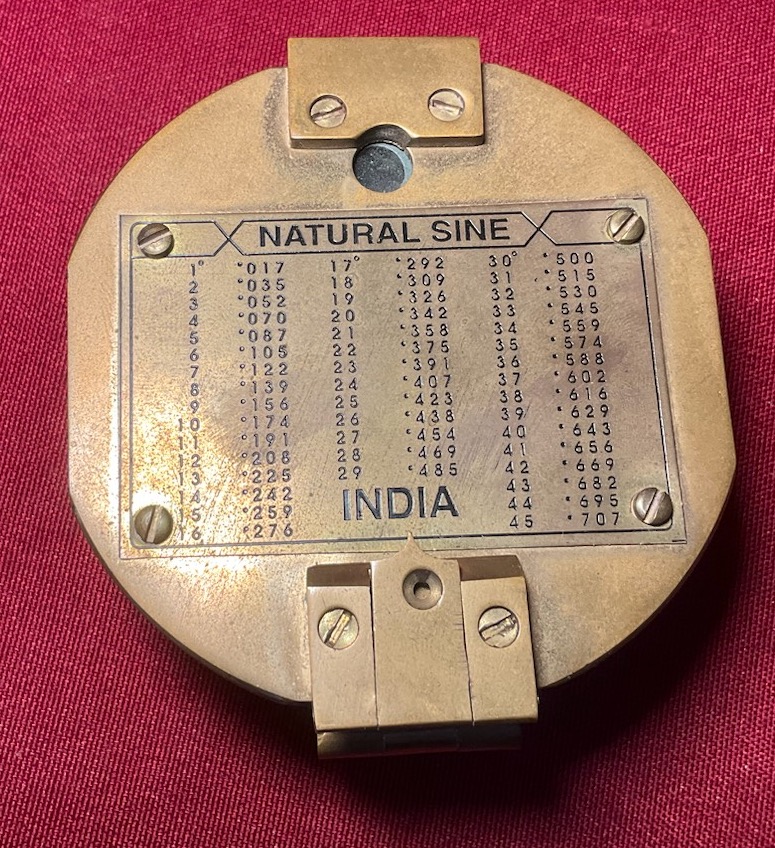 NATURAL SINE
1° ·017 17° ·292 30° ·500
2 ·035 18 ·309 31 ·515
3 ·052 19 ·326 32 ·530
4 ·070 20 ·342 33 ·545
5 ·087 21 ·358 34 ·559
6 ·105 22 ·375 35 ·574
7 ·122 23 ·391 36 ·588
8 ·139 24 ·407 37 ·602
9 ·156 25 ·423 38 ·616
10 ·174 26 ·438 39 ·629
11 ·191 27 ·454 40 ·643
12 ·208 28 ·469 41 ·656
13 ·225 29 ·485 42 ·669
14 ·242 43 ·682
15 ·259 44 ·695
16 ·276 45 ·707
INDIA